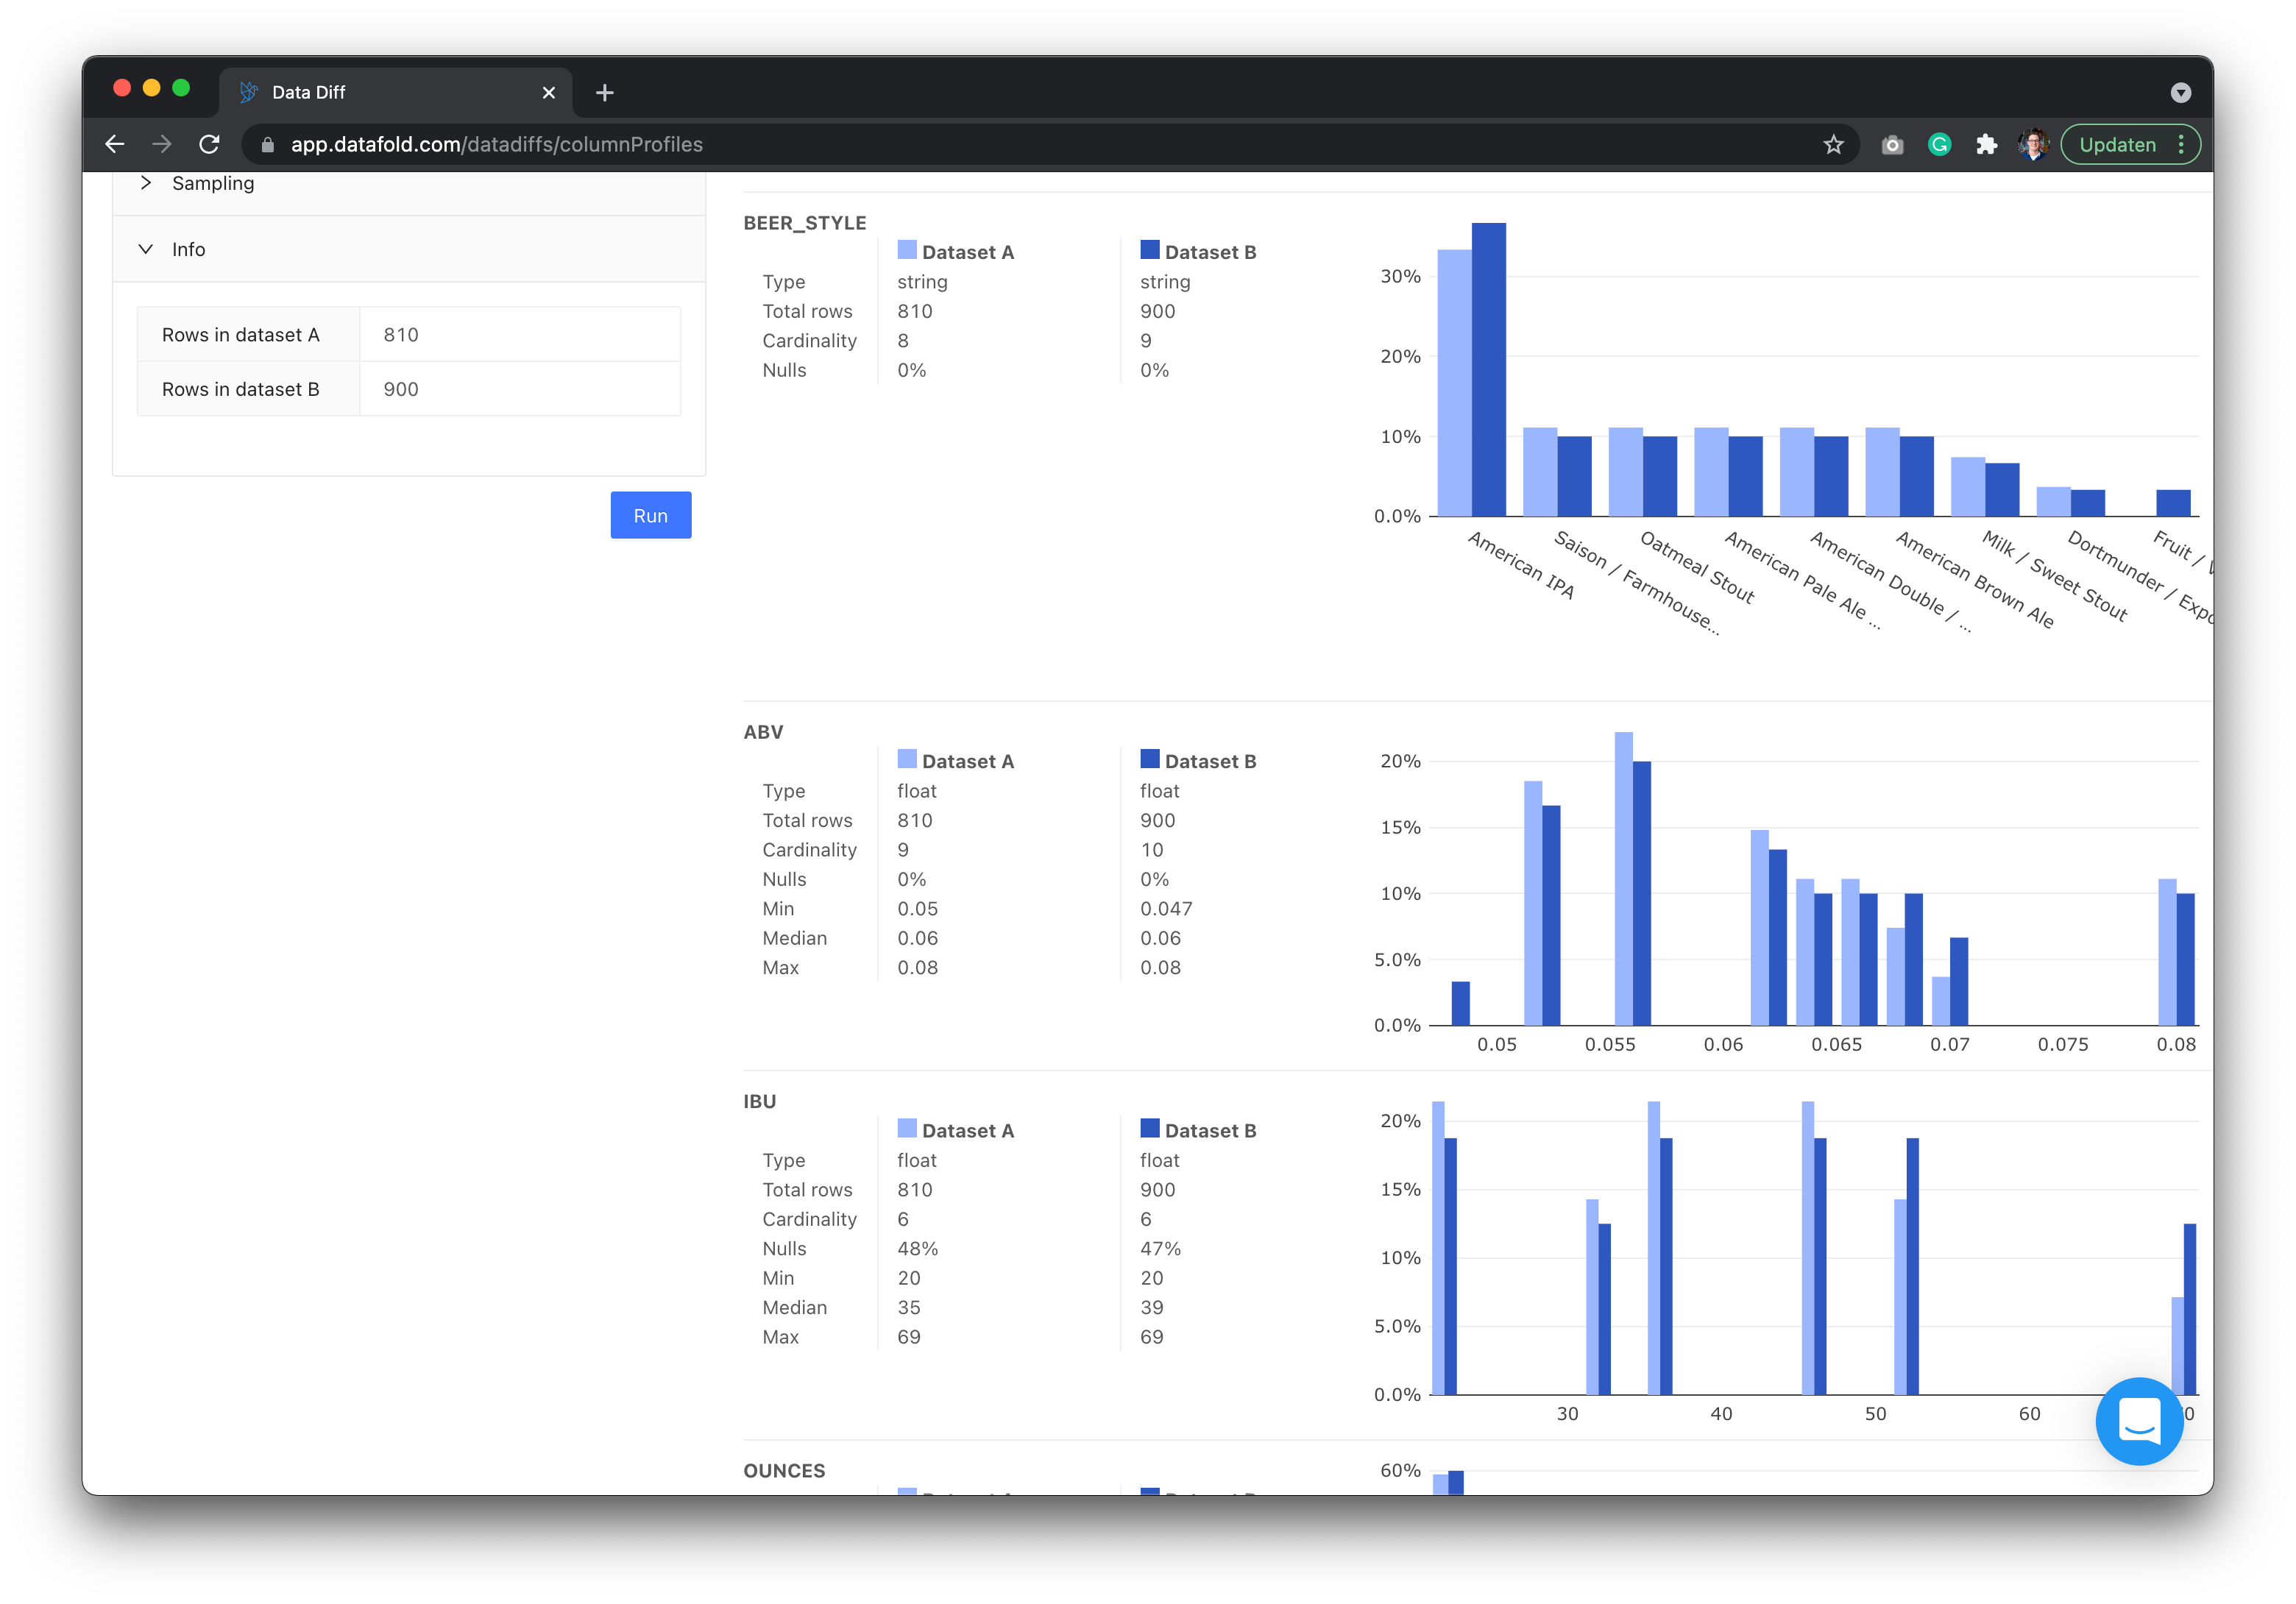 Data Diff
app.datafold.com/datadiffs/columnProfiles
Updaten
Sampling
Info
Rows in dataset A 810
Rows in dataset B 900
Run
BEER_STYLE
Dataset A Dataset B
Type string string
Total rows 810 900
Cardinality 8 9
Nulls 0% 0%
30%
20%
10%
0.0%
American IPA
Saison / Farmhouse...
Oatmeal Stout
American Pale Ale ...
American Double / ...
American Brown Ale
Milk / Sweet Stout
Dortmunder / Expo
Fruit /
ABV
Dataset A Dataset B
Type float float
Total rows 810 900
Cardinality 9 10
Nulls 0% 0%
Min 0.05 0.047
Median 0.06 0.06
Max 0.08 0.08
20%
15%
10%
5.0%
0.0%
0.05 0.055 0.06 0.065 0.07 0.075 0.08
IBU
Dataset A Dataset B
Type float float
Total rows 810 900
Cardinality 6 6
Nulls 48% 47%
Min 20 20
Median 35 39
Max 69 69
20%
15%
10%
5.0%
0.0%
30 40 50 60
OUNCES
60%